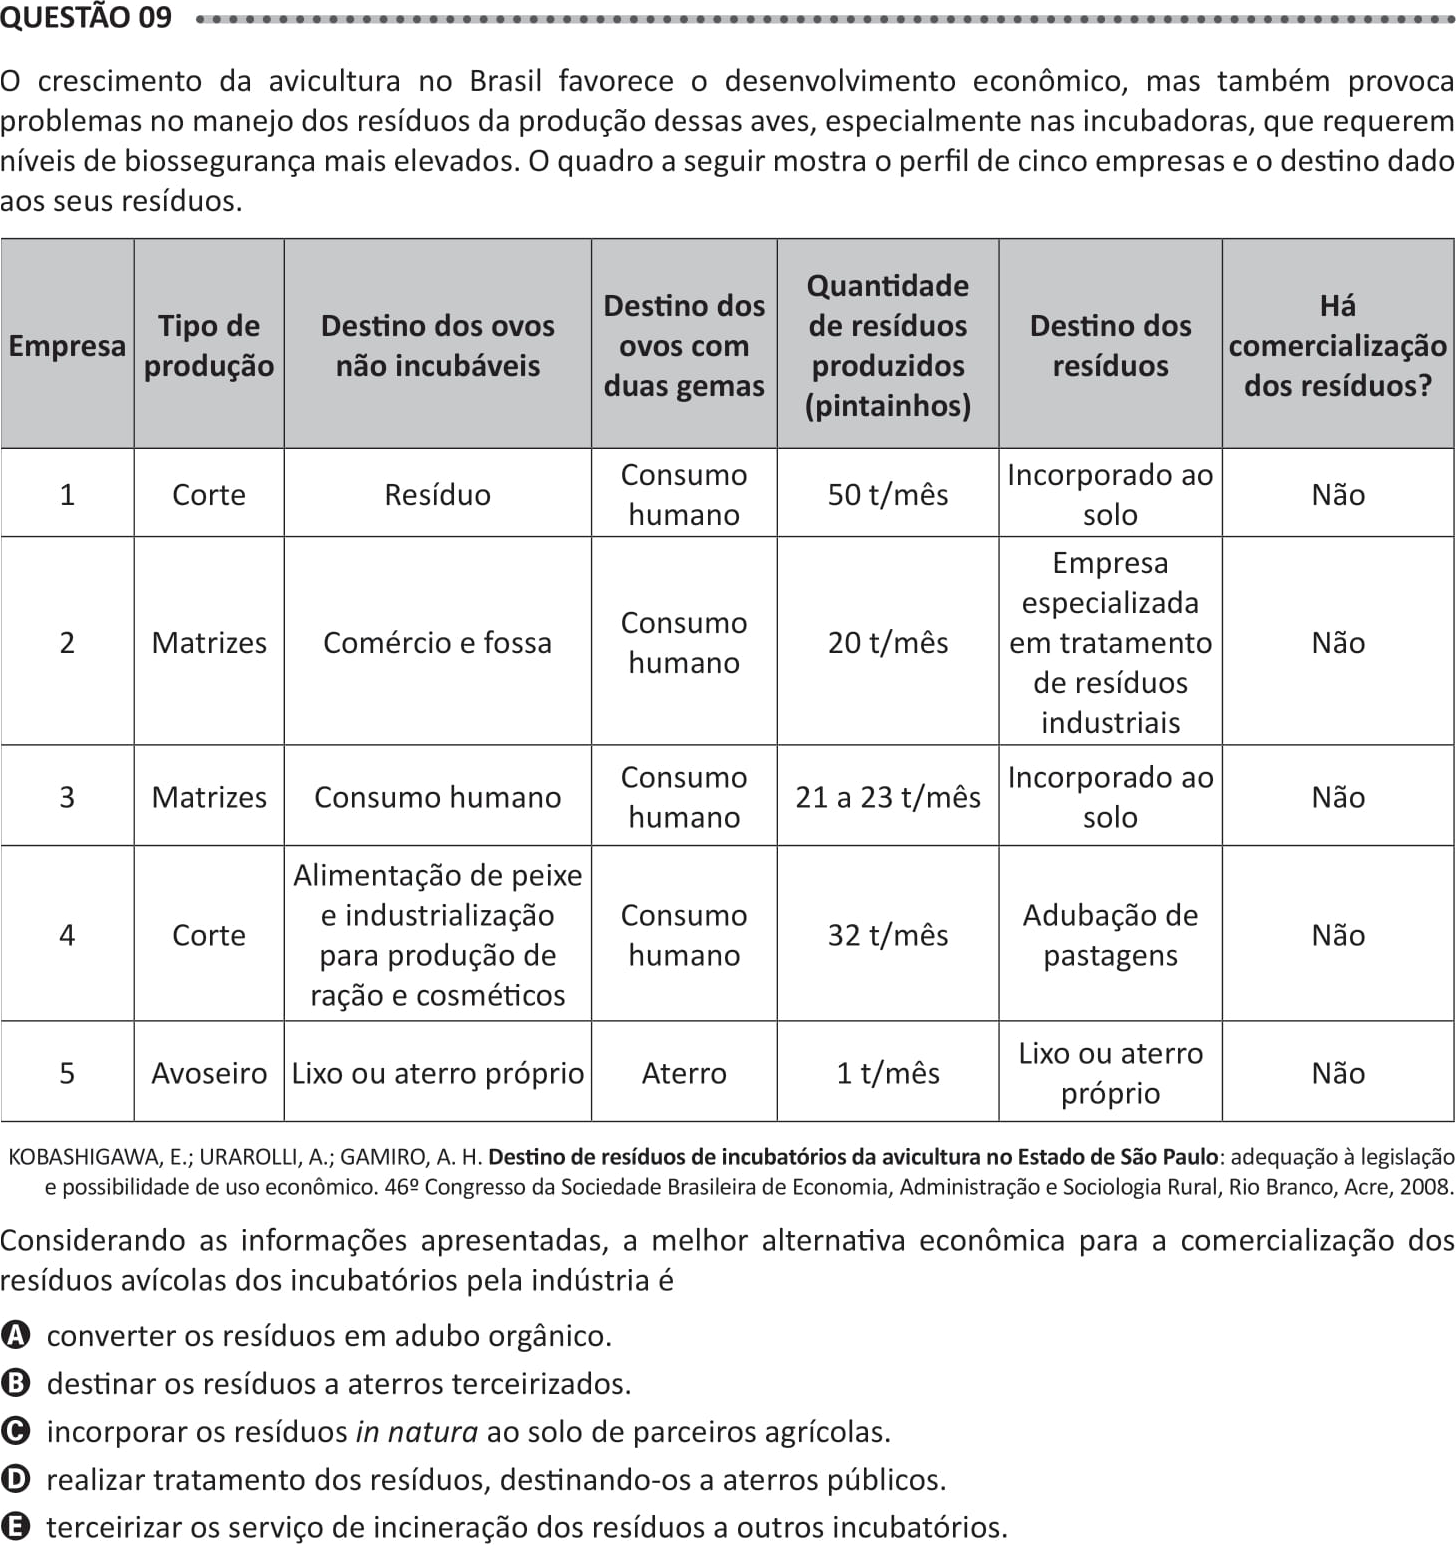 QUESTÃO 09
O crescimento da avicultura no Brasil favorece o desenvolvimento econômico, mas também provoca
problemas no manejo dos resíduos da produção dessas aves, especialmente nas incubadoras, que requerem
níveis de biossegurança mais elevados. O quadro a seguir mostra o perfil de cinco empresas e o destino dado
aos seus resíduos.
Empresa
Tipo de
produção
Destino dos ovos
não incubáveis
Destino dos
ovos com
duas gemas
Quantidade
de resíduos
produzidos
(pintainhos)
Destino dos
resíduos
Há
comercialização
dos resíduos?
1
Corte
Resíduo
Consumo
humano
50 t/mês
Incorporado ao
solo
Não
2
Matrizes
Comércio e fossa
Consumo
humano
20 t/mês
Empresa
especializada
em tratamento
de resíduos
industriais
Não
3
Matrizes
Consumo humano
Consumo
humano
21 a 23 t/mês
Incorporado ao
solo
Não
4
Corte
Alimentação de peixe
e industrialização
para produção de
ração e cosméticos
Consumo
humano
32 t/mês
Adubação de
pastagens
Não
5
Avoseiro
Lixo ou aterro próprio
Aterro
1 t/mês
Lixo ou aterro
próprio
Não
KOBASHIGAWA, E.; URAROLLI, A.; GAMIRO, A. H. Destino de resíduos de incubatórios da avicultura no Estado de São Paulo: adequação à legislação
e possibilidade de uso econômico. 46º Congresso da Sociedade Brasileira de Economia, Administração e Sociologia Rural, Rio Branco, Acre, 2008.
Considerando as informações apresentadas, a melhor alternativa econômica para a comercialização dos
resíduos avícolas dos incubatórios pela indústria é
A converter os resíduos em adubo orgânico.
B destinar os resíduos a aterros terceirizados.
C incorporar os resíduos in natura ao solo de parceiros agrícolas.
D realizar tratamento dos resíduos, destinando-os a aterros públicos.
E terceirizar os serviço de incineração dos resíduos a outros incubatórios.